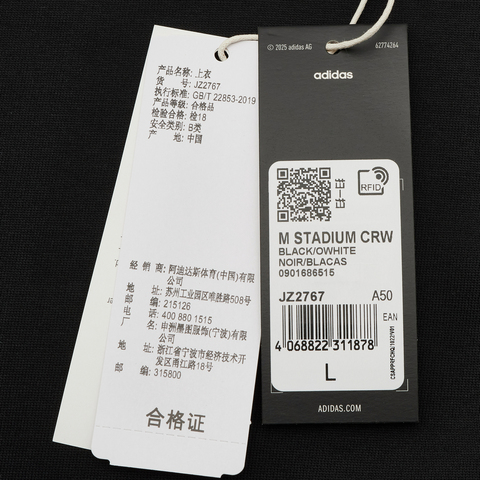 产品名称: 上衣
货 号: JZ2767
执行标准: GB/T 22853-2019
产品等级: 合格品
检验合格: 检18
安全类别: B类
产 地: 中国
经 销 商: 阿迪达斯体育(中国)有限
公司
地 址: 苏州工业园区唯胜路508号
邮 编: 215126
电 话: 400 880 1515
厂 名: 申洲墨图服饰(宁波)有限
公司
地 址: 浙江省宁波市经济技术开
发区甬江路18号
邮 编: 315800
合格证
© 2025 adidas AG
62774264
adidas
RFID
M STADIUM CRW
BLACK/OWHITE
NOIR/BLACAS
0901686515
JZ2767 A50
EAN
4 068822 311878
L
ADIDAS.COM